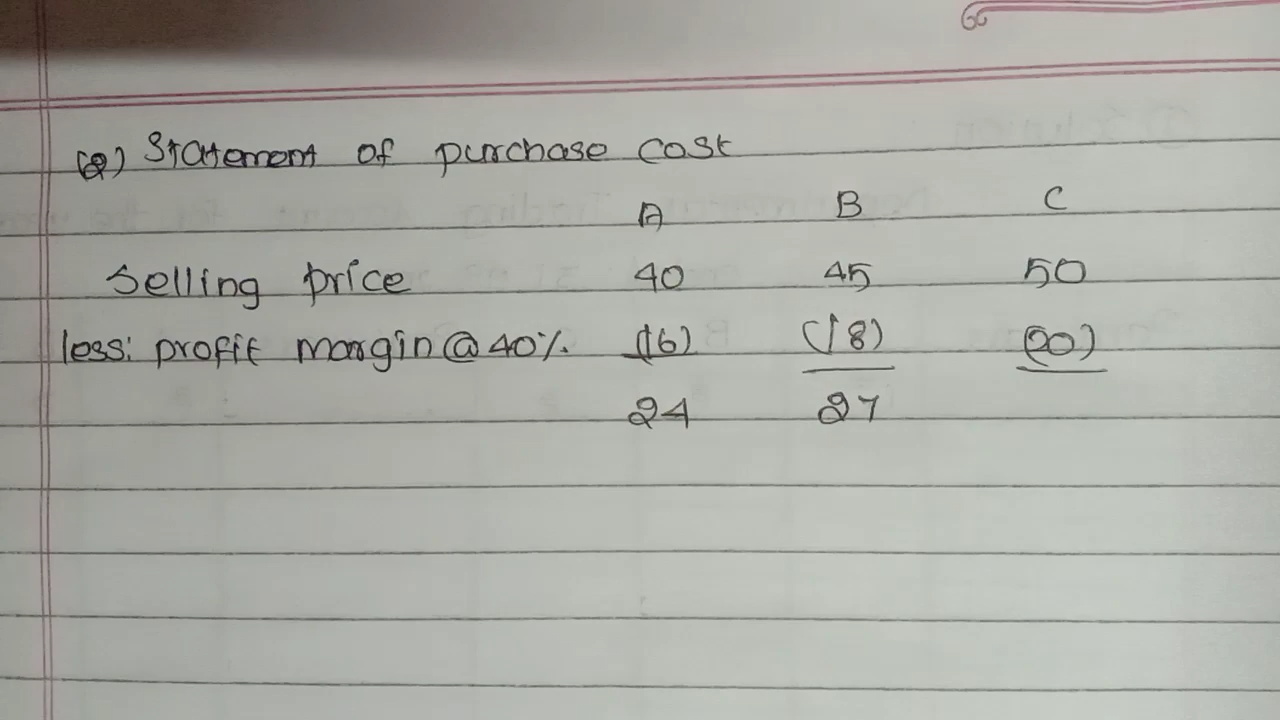 (2) Statement of purchase cost
A B C
Selling price 40 45 50
less: profit margin @ 40% (16) (18) (20)
24 27